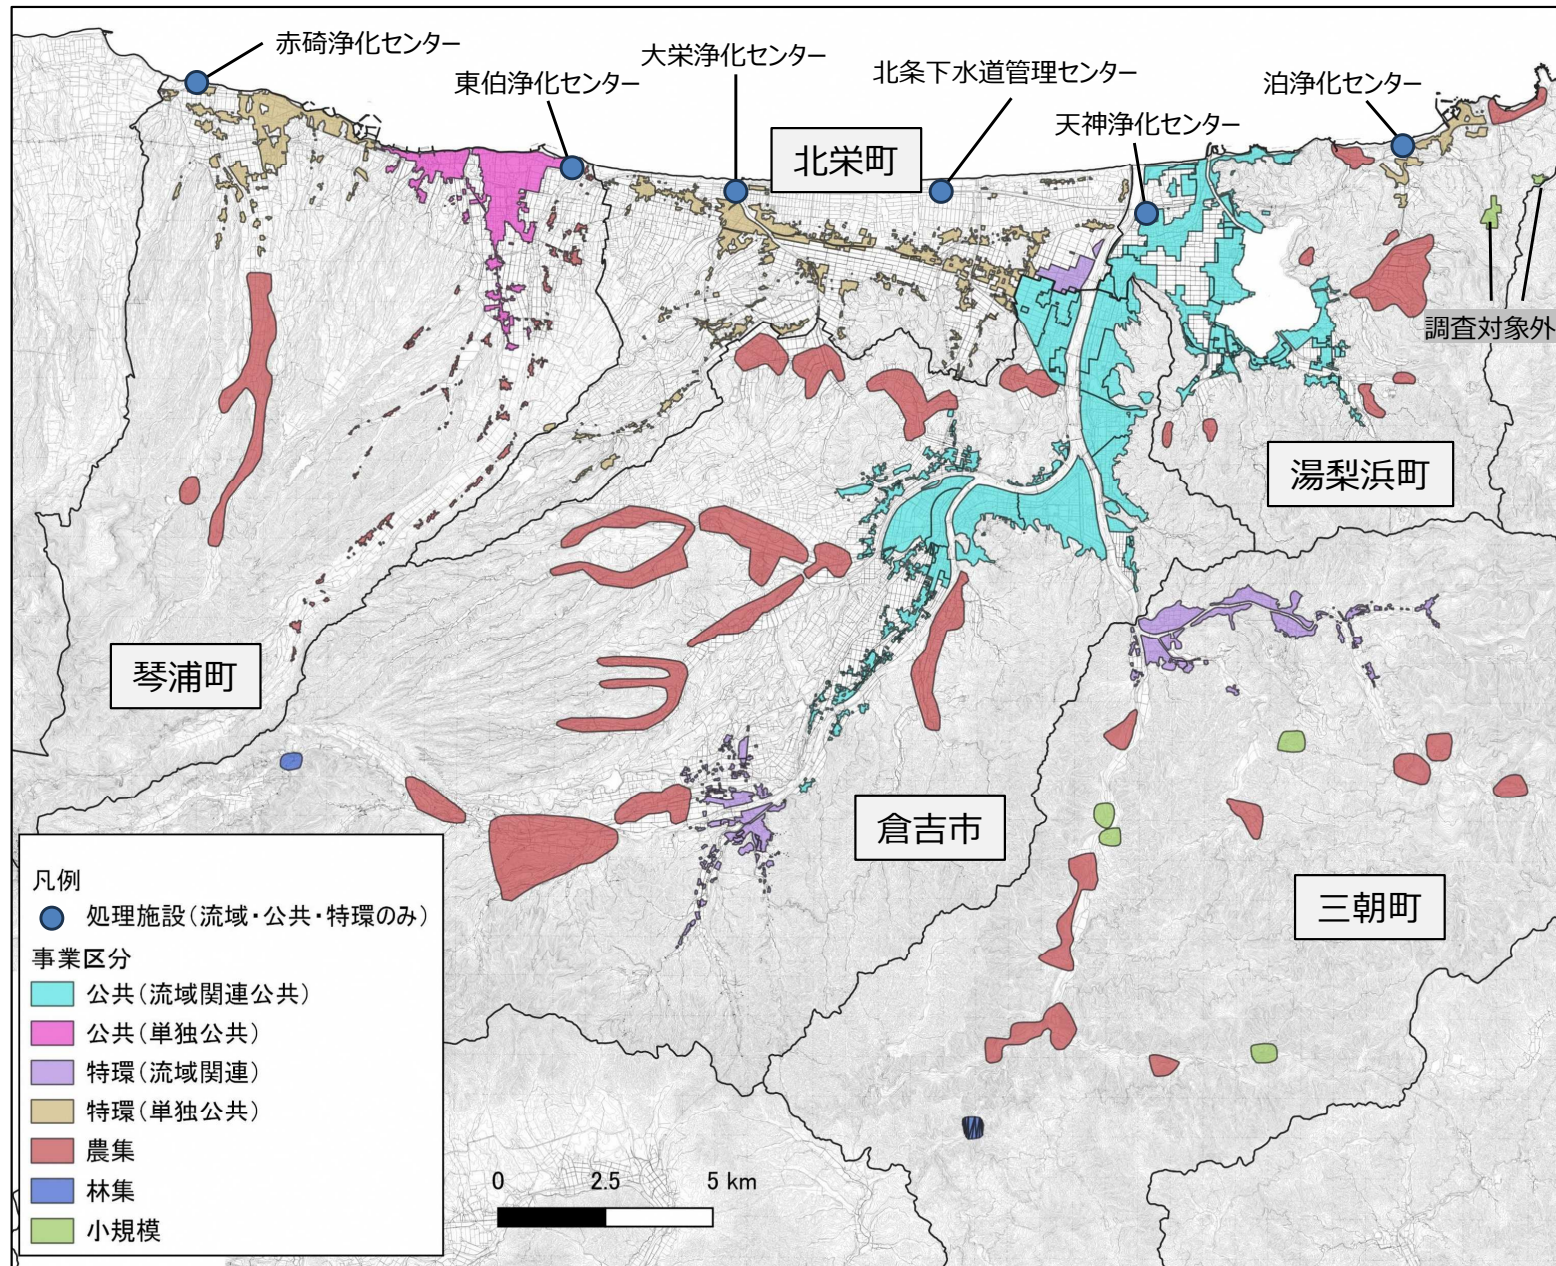 赤碕浄化センター
東伯浄化センター
大栄浄化センター
北条下水道管理センター
天神浄化センター
泊浄化センター
北栄町
調査対象外
湯梨浜町
琴浦町
倉吉市
三朝町
凡例
処理施設(流域・公共・特環のみ)
事業区分
公共(流域関連公共)
公共(単独公共)
特環(流域関連)
特環(単独公共)
農集
林集
小規模
0 2.5 5 km